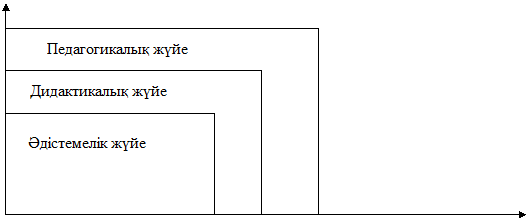 Педагогикалық жүйе
Дидактикалық жүйе
Әдістемелік жүйе